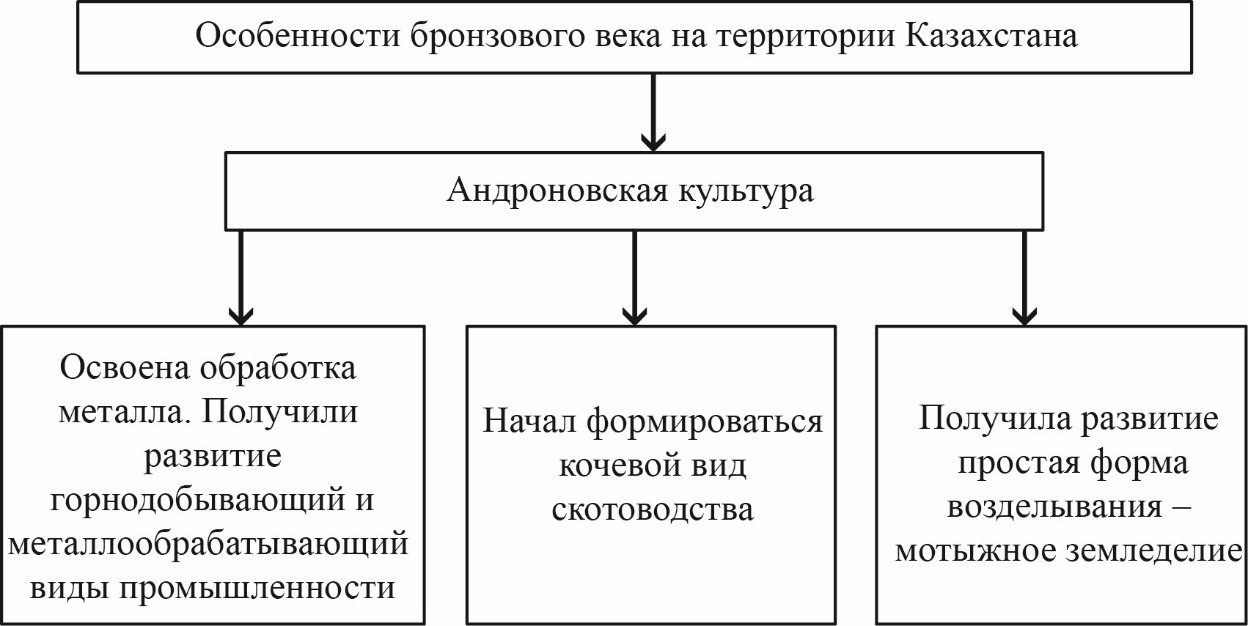 Особенности бронзового века на территории Казахстана
Андроновская культура
Освоена обработка
металла. Получили
развитие
горнодобывающий и
металлообрабатывающий
виды промышленности
Начал формироваться
кочевой вид
скотоводства
Получила развитие
простая форма
возделывания –
мотыжное земледелие